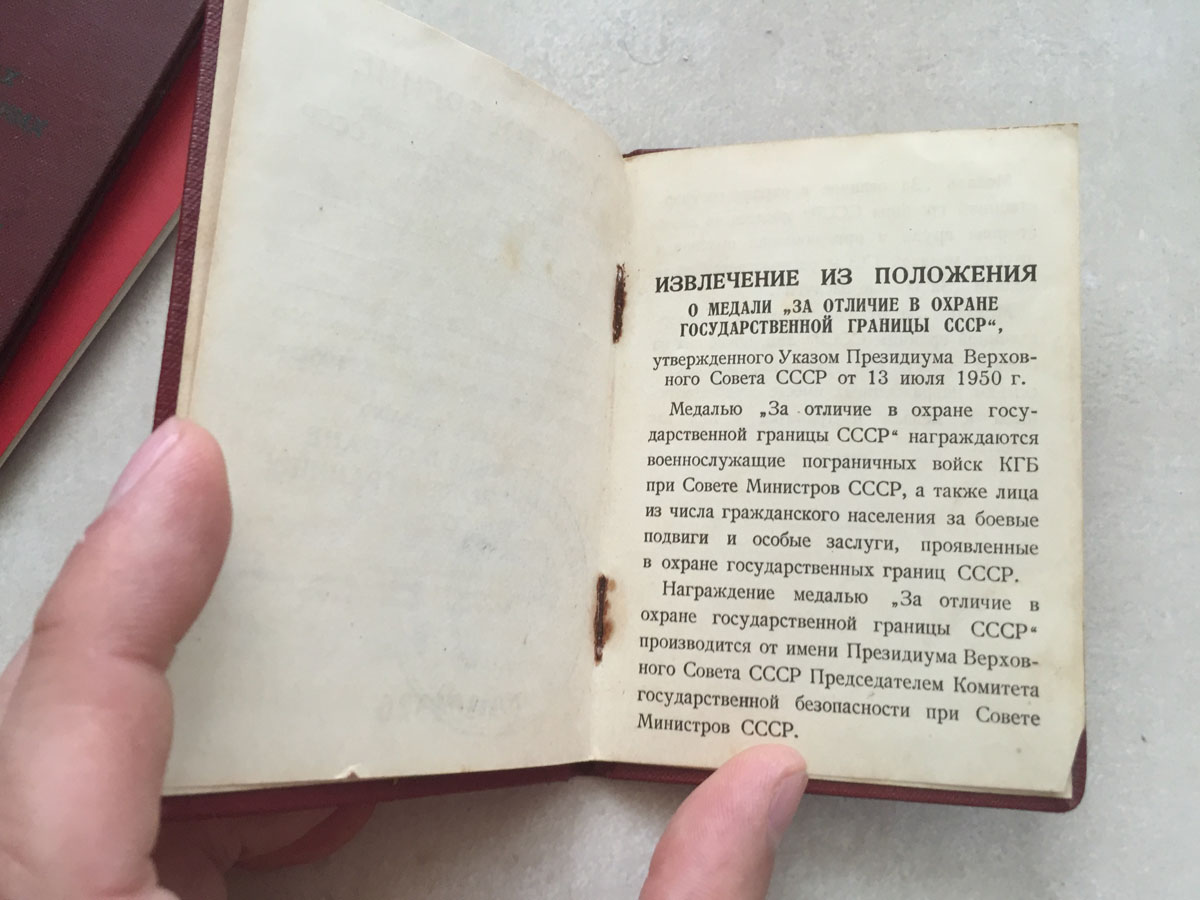 ИЗВЛЕЧЕНИЕ ИЗ ПОЛОЖЕНИЯ
О МЕДАЛИ „ЗА ОТЛИЧИЕ В ОХРАНЕ
ГОСУДАРСТВЕННОЙ ГРАНИЦЫ СССР“,
утвержденного Указом Президиума Верхов-
ного Совета СССР от 13 июля 1950 г.
Медалью „За отличие в охране госу-
дарственной границы СССР“ награждаются
военнослужащие пограничных войск КГБ
при Совете Министров СССР, а также лица
из числа гражданского населения за боевые
подвиги и особые заслуги, проявленные
в охране государственных границ СССР.
Награждение медалью „За отличие в
охране государственной границы СССР“
производится от имени Президиума Верхов-
ного Совета СССР Председателем Комитета
государственной безопасности при Совете
Министров СССР.